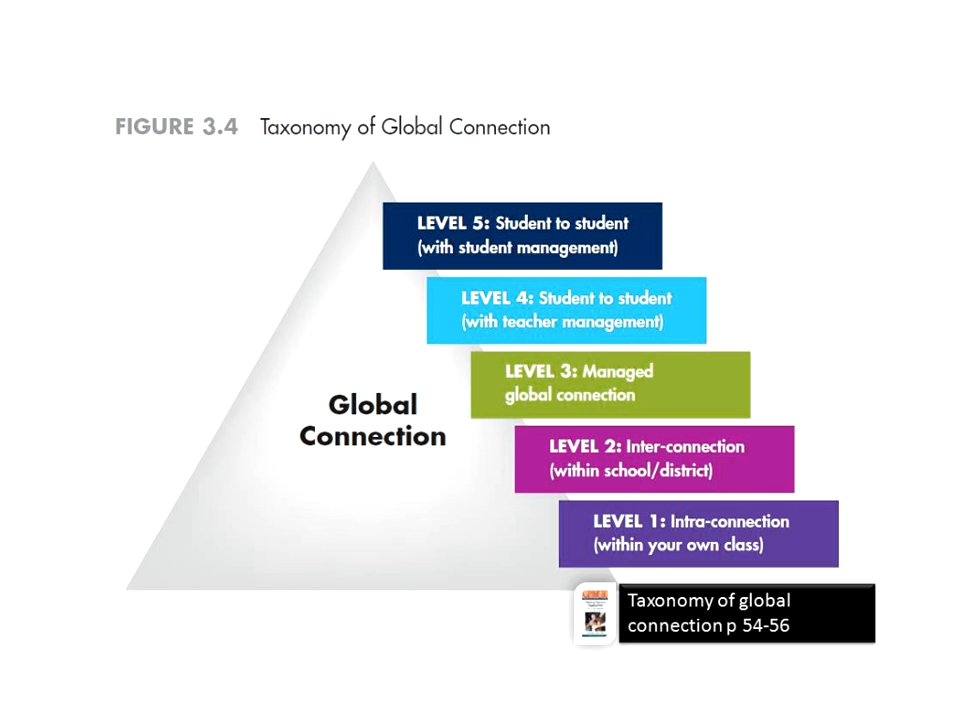 FIGURE 3.4 Taxonomy of Global Connection
LEVEL 5: Student to student
(with student management)
LEVEL 4: Student to student
(with teacher management)
LEVEL 3: Managed
global connection
Global
Connection
LEVEL 2: Inter-connection
(within school/district)
LEVEL 1: Intra-connection
(within your own class)
Taxonomy of global
connection p 54-56